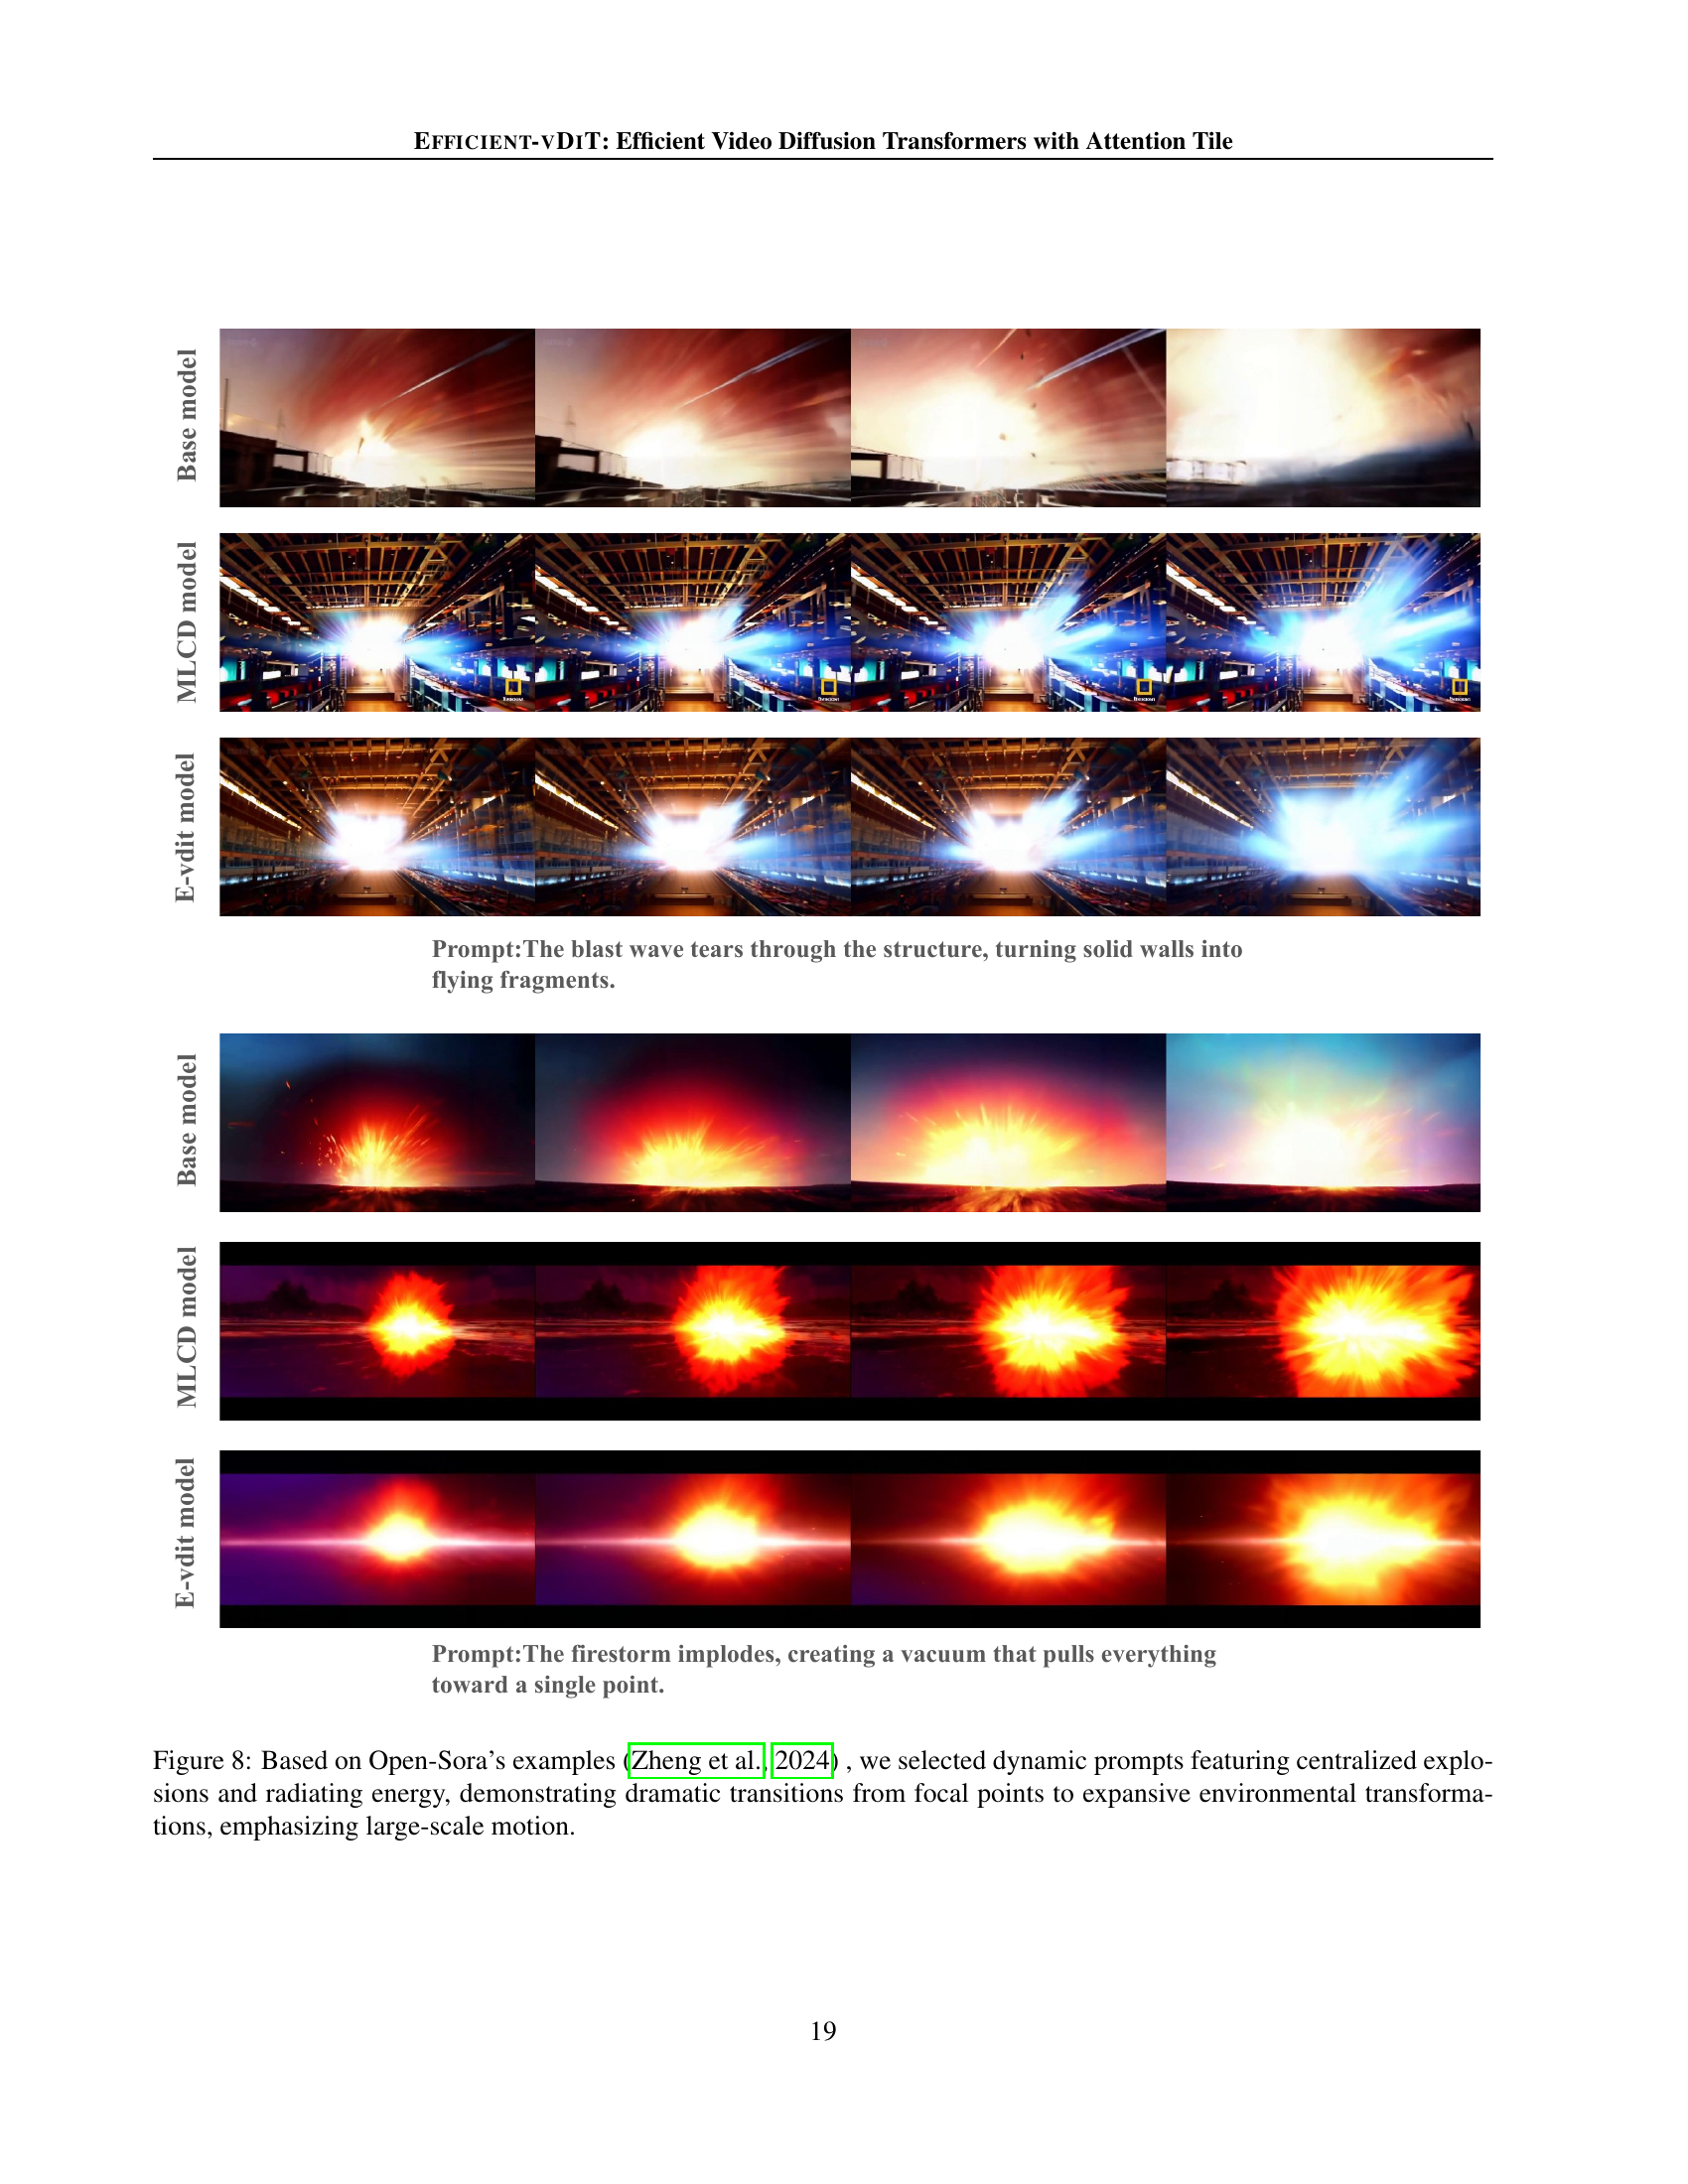 EFFICIENT-VDIT: Efficient Video Diffusion Transformers with Attention Tile
Base model
MLCD model
E-vdit model
Prompt:The blast wave tears through the structure, turning solid walls into
flying fragments.
Base model
MLCD model
E-vdit model
Prompt:The firestorm implodes, creating a vacuum that pulls everything
toward a single point.
Figure 8: Based on Open-Sora’s examples (Zheng et al., 2024) , we selected dynamic prompts featuring centralized explo-
sions and radiating energy, demonstrating dramatic transitions from focal points to expansive environmental transforma-
tions, emphasizing large-scale motion.
19